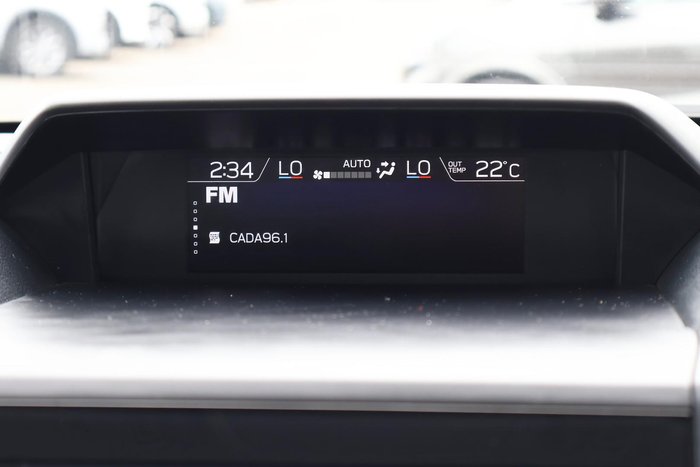 2:34 LO AUTO LO OUT TEMP 22°C
FM
CADA96.1